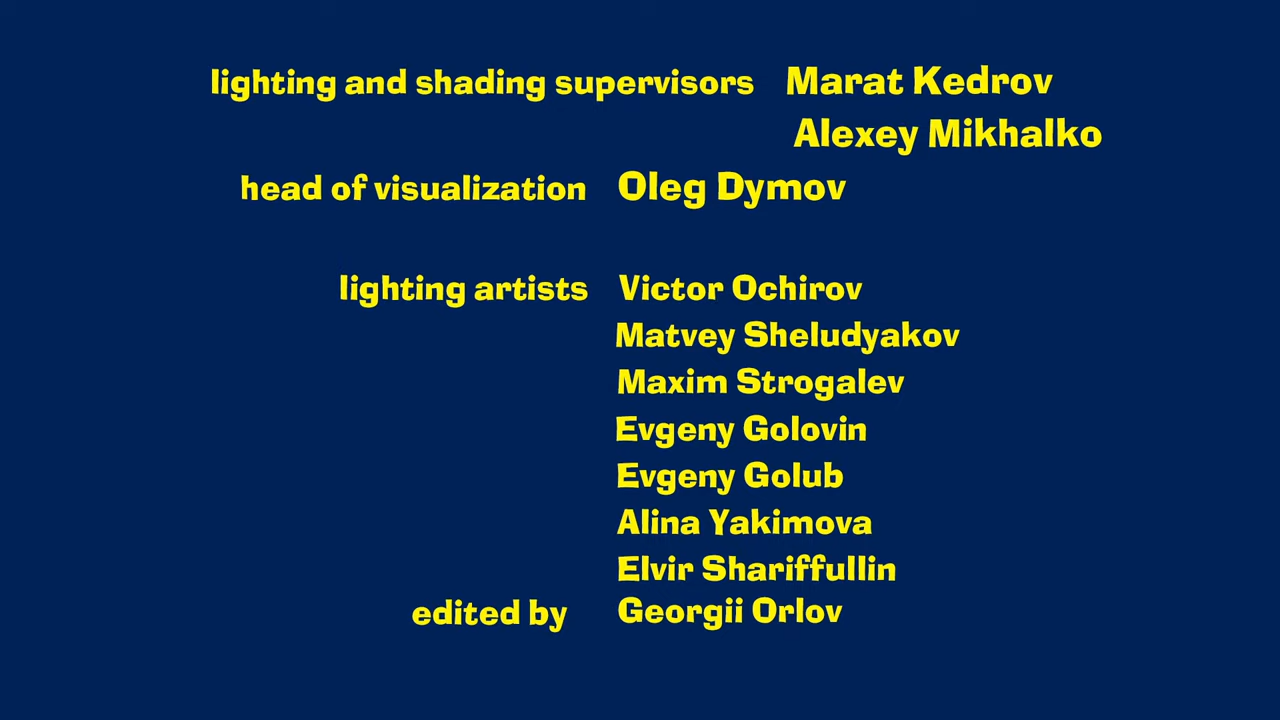 lighting and shading supervisors Marat Kedrov
Alexey Mikhalko
head of visualization Oleg Dymov
lighting artists Victor Ochirov
Matvey Sheludyakov
Maxim Strogalev
Evgeny Golovin
Evgeny Golub
Alina Yakimova
Elvir Shariffullin
edited by Georgii Orlov